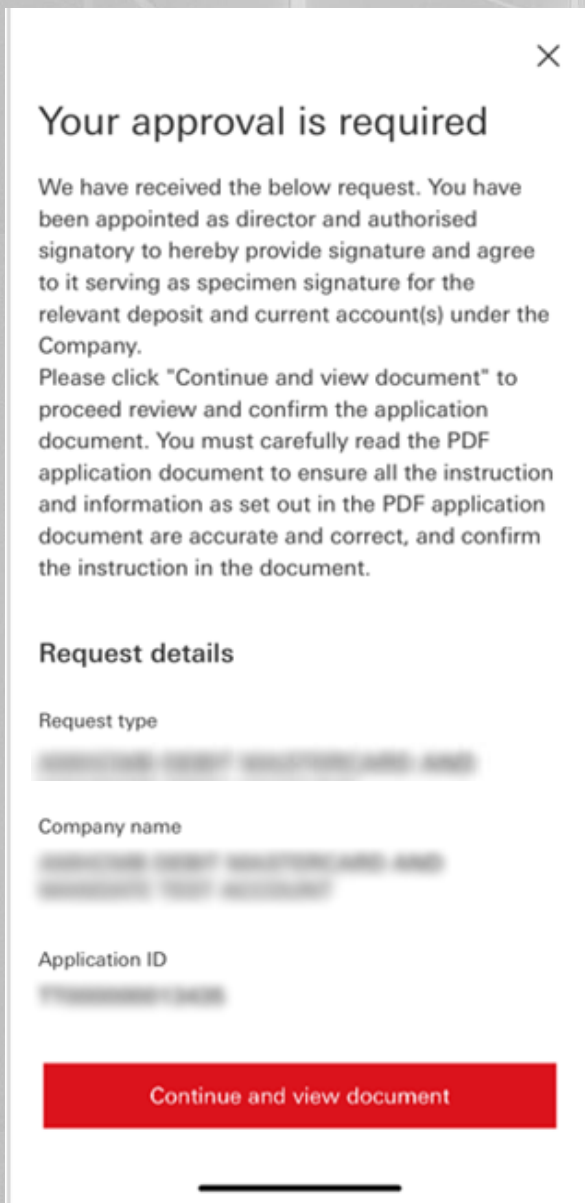 Your approval is required
We have received the below request. You have
been appointed as director and authorised
signatory to hereby provide signature and agree
to it serving as specimen signature for the
relevant deposit and current account(s) under the
Company.
Please click "Continue and view document" to
proceed review and confirm the application
document. You must carefully read the PDF
application document to ensure all the instruction
and information as set out in the PDF application
document are accurate and correct, and confirm
the instruction in the document.
Request details
Request type
Company name
Application ID
Continue and view document